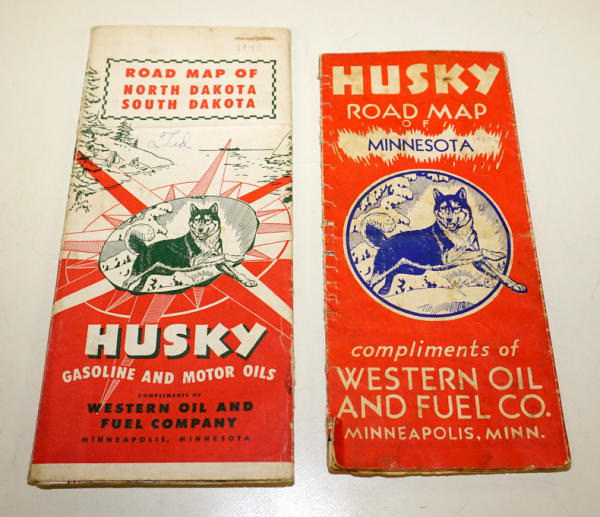 ROAD MAP OF
NORTH DAKOTA
SOUTH DAKOTA
Ted
HUSKY
GASOLINE AND MOTOR OILS
COMPLIMENTS OF
WESTERN OIL AND
FUEL COMPANY
MINNEAPOLIS, MINNESOTA
HUSKY
ROAD MAP
OF
MINNESOTA
compliments of
WESTERN OIL
AND FUEL CO.
MINNEAPOLIS, MINN.